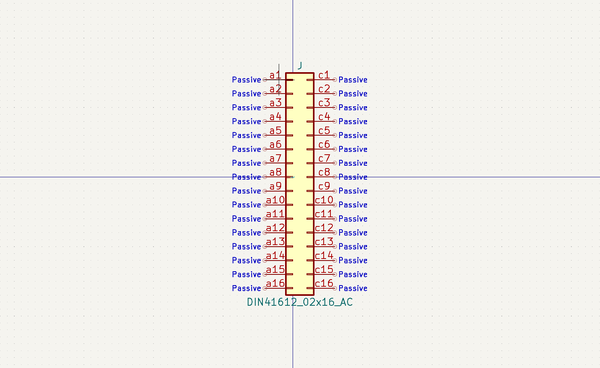 J
Passive a1 c1 Passive
Passive a2 c2 Passive
Passive a3 c3 Passive
Passive a4 c4 Passive
Passive a5 c5 Passive
Passive a6 c6 Passive
Passive a7 c7 Passive
Passive a8 c8 Passive
Passive a9 c9 Passive
Passive a10 c10 Passive
Passive a11 c11 Passive
Passive a12 c12 Passive
Passive a13 c13 Passive
Passive a14 c14 Passive
Passive a15 c15 Passive
Passive a16 c16 Passive
DIN41612_02x16_AC